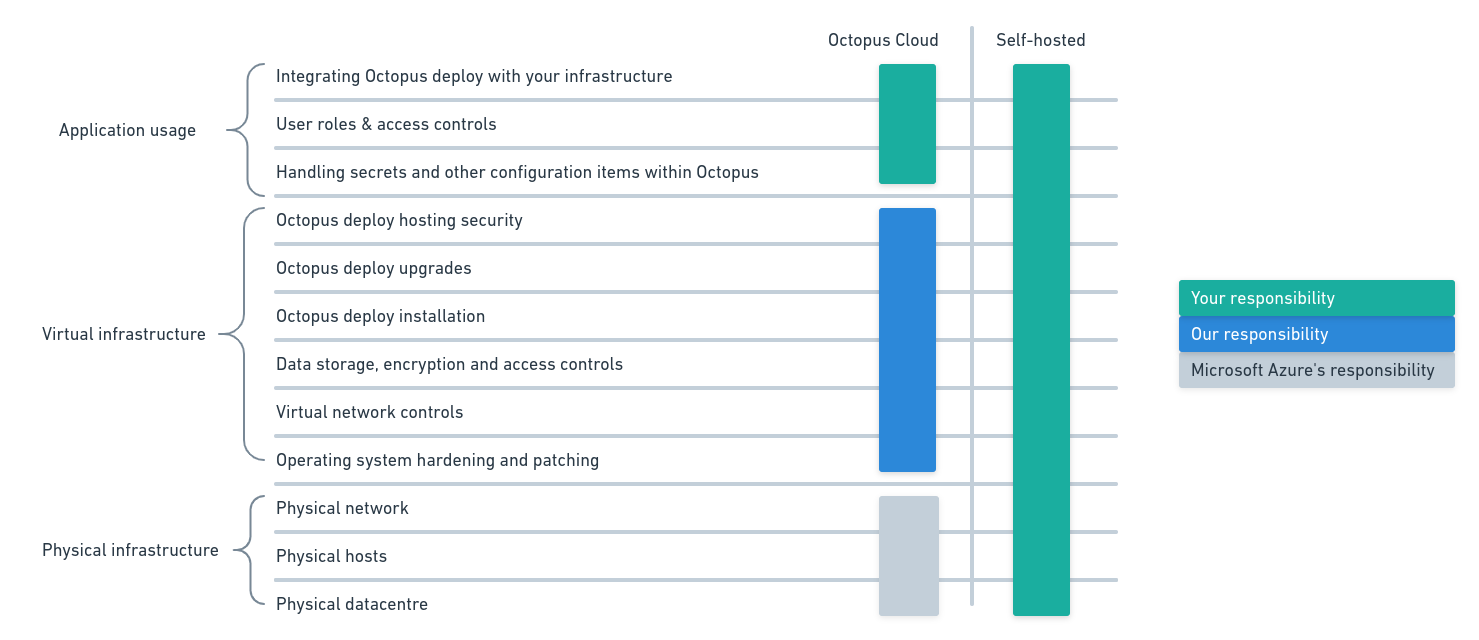 Octopus Cloud
Self-hosted
Application usage
Integrating Octopus deploy with your infrastructure
User roles & access controls
Handling secrets and other configuration items within Octopus
Virtual infrastructure
Octopus deploy hosting security
Octopus deploy upgrades
Octopus deploy installation
Data storage, encryption and access controls
Virtual network controls
Operating system hardening and patching
Physical infrastructure
Physical network
Physical hosts
Physical datacentre
Your responsibility
Our responsibility
Microsoft Azure's responsibility